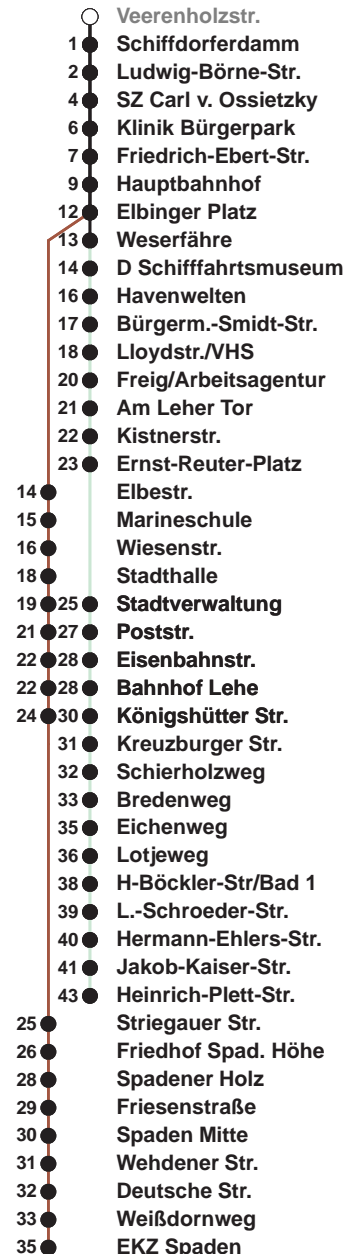 Veerenholzstr.
1 Schiffdorferdamm
2 Ludwig-Börne-Str.
4 SZ Carl v. Ossietzky
6 Klinik Bürgerpark
7 Friedrich-Ebert-Str.
9 Hauptbahnhof
12 Elbinger Platz
13 Weserfähre
14 D Schifffahrtsmuseum
16 Havenwelten
17 Bürgerm.-Smidt-Str.
18 Lloydstr./VHS
20 Freig/Arbeitsagentur
21 Am Leher Tor
22 Kistnerstr.
23 Ernst-Reuter-Platz
14 Elbestr.
15 Marineschule
16 Wiesenstr.
18 Stadthalle
19 25 Stadtverwaltung
21 27 Poststr.
22 28 Eisenbahnstr.
22 28 Bahnhof Lehe
24 30 Königshütter Str.
31 Kreuzburger Str.
32 Schierholzweg
33 Bredenweg
35 Eichenweg
36 Lotjeweg
38 H-Böckler-Str/Bad 1
39 L.-Schroeder-Str.
40 Hermann-Ehlers-Str.
41 Jakob-Kaiser-Str.
43 Heinrich-Plett-Str.
25 Striegauer Str.
26 Friedhof Spad. Höhe
28 Spadener Holz
29 Friesenstraße
30 Spaden Mitte
31 Wehdener Str.
32 Deutsche Str.
33 Weißdornweg
35 EKZ Spaden